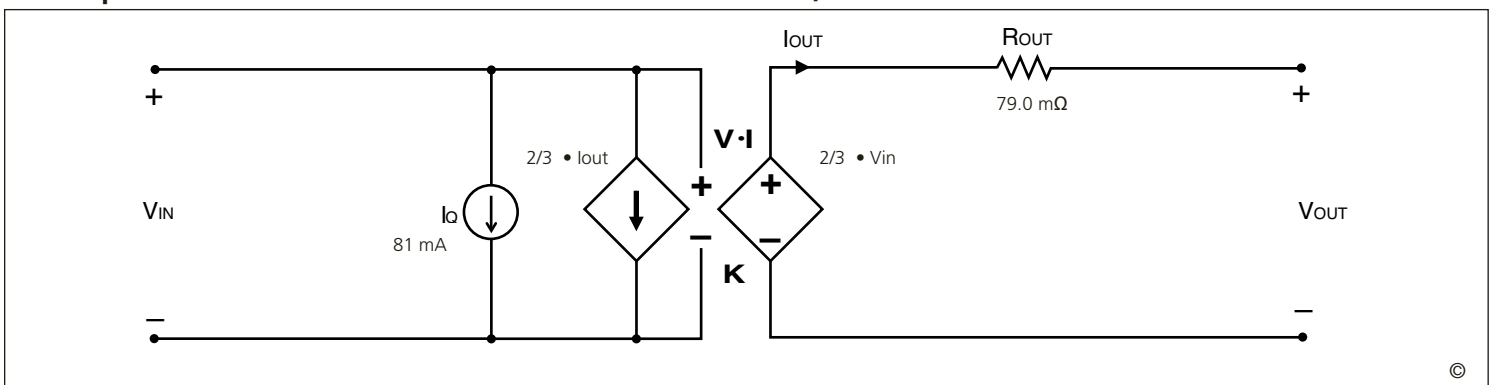 IOUT
ROUT
+
79.0 mΩ
+
V•I
2/3 • Iout
2/3 • Vin
+
+
VIN
IQ
VOUT
81 mA
–
–
K
–
–
©